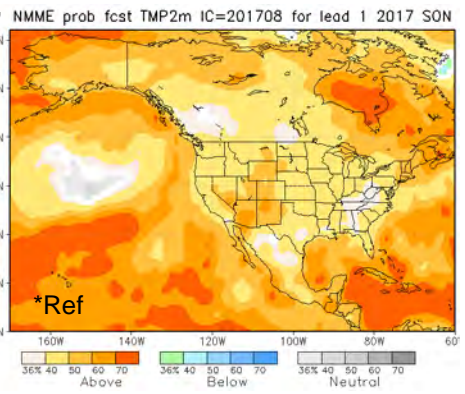 NMME prob fcst TMP2m IC=201708 for lead 1 2017 SON
*Ref
160W 140W 120W 100W 80W 60
36% 40 50 60 70 36% 40 50 60 70 36% 40 50 60 70
Above Below Neutral